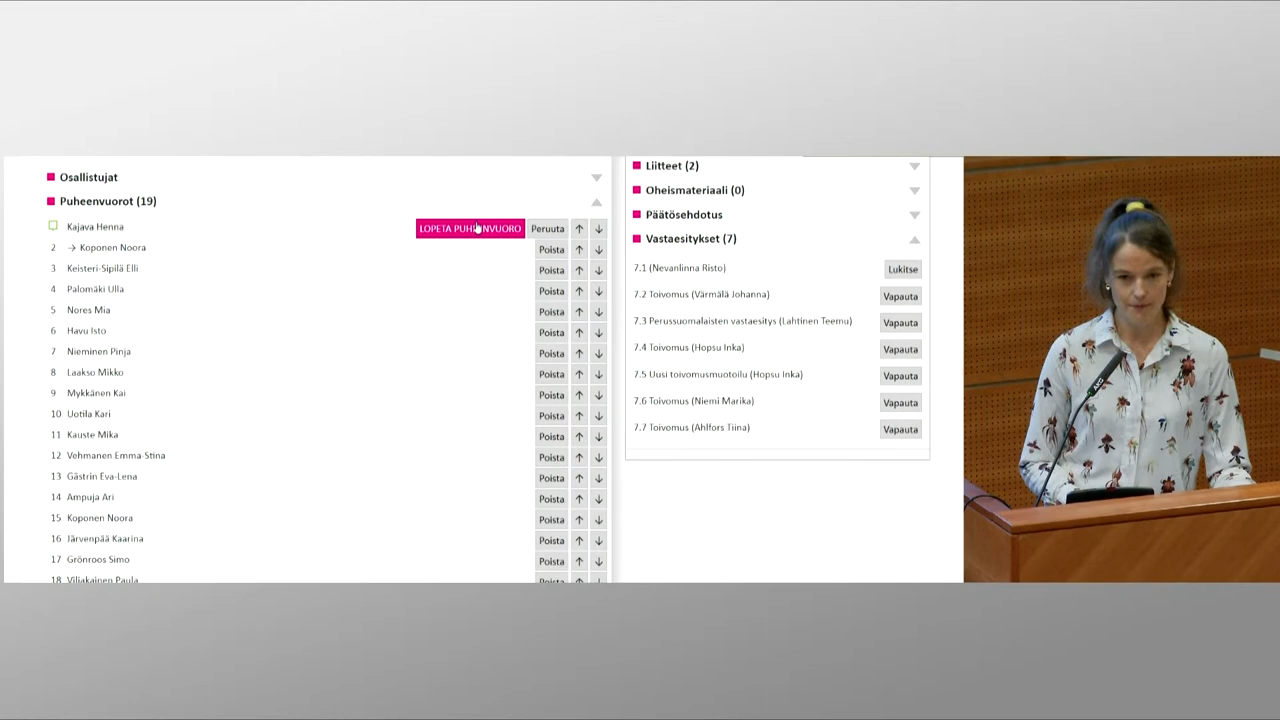 Osallistujat
Puheenvuorot (19)
Kajava Henna LOPETA PUHEENVUORO Peruuta ↑ ↓
2 → Koponen Noora Poista ↑ ↓
3 Keisteri-Sipilä Elli Poista ↑ ↓
4 Palomäki Ulla Poista ↑ ↓
5 Nores Mia Poista ↑ ↓
6 Havu Isto Poista ↑ ↓
7 Nieminen Pinja Poista ↑ ↓
8 Laakso Mikko Poista ↑ ↓
9 Mykkänen Kai Poista ↑ ↓
10 Uotila Kari Poista ↑ ↓
11 Kauste Mika Poista ↑ ↓
12 Vehmanen Emma-Stina Poista ↑ ↓
13 Gästrin Eva-Lena Poista ↑ ↓
14 Ampuja Ari Poista ↑ ↓
15 Koponen Noora Poista ↑ ↓
16 Järvenpää Kaarina Poista ↑ ↓
17 Grönroos Simo Poista ↑ ↓
18 Viljakainen Paula Poista ↑ ↓
Liitteet (2)
Oheismateriaali (0)
Päätösehdotus
Vastaesitykset (7)
7.1 (Nevanlinna Risto) Lukitse
7.2 Toivomus (Värmälä Johanna) Vapauta
7.3 Perussuomalaisten vastaesitys (Lahtinen Teemu) Vapauta
7.4 Toivomus (Hopsu Inka) Vapauta
7.5 Uusi toivomusmuotoilu (Hopsu Inka) Vapauta
7.6 Toivomus (Niemi Marika) Vapauta
7.7 Toivomus (Ahlfors Tiina) Vapauta
AKG